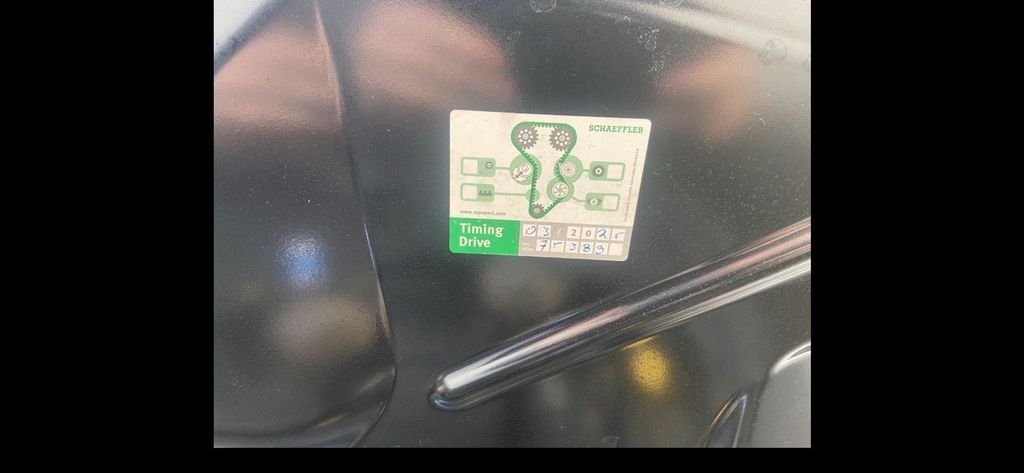 SCHAEFFLER
www.repxpert.com
Timing
Drive
03/2025
75389